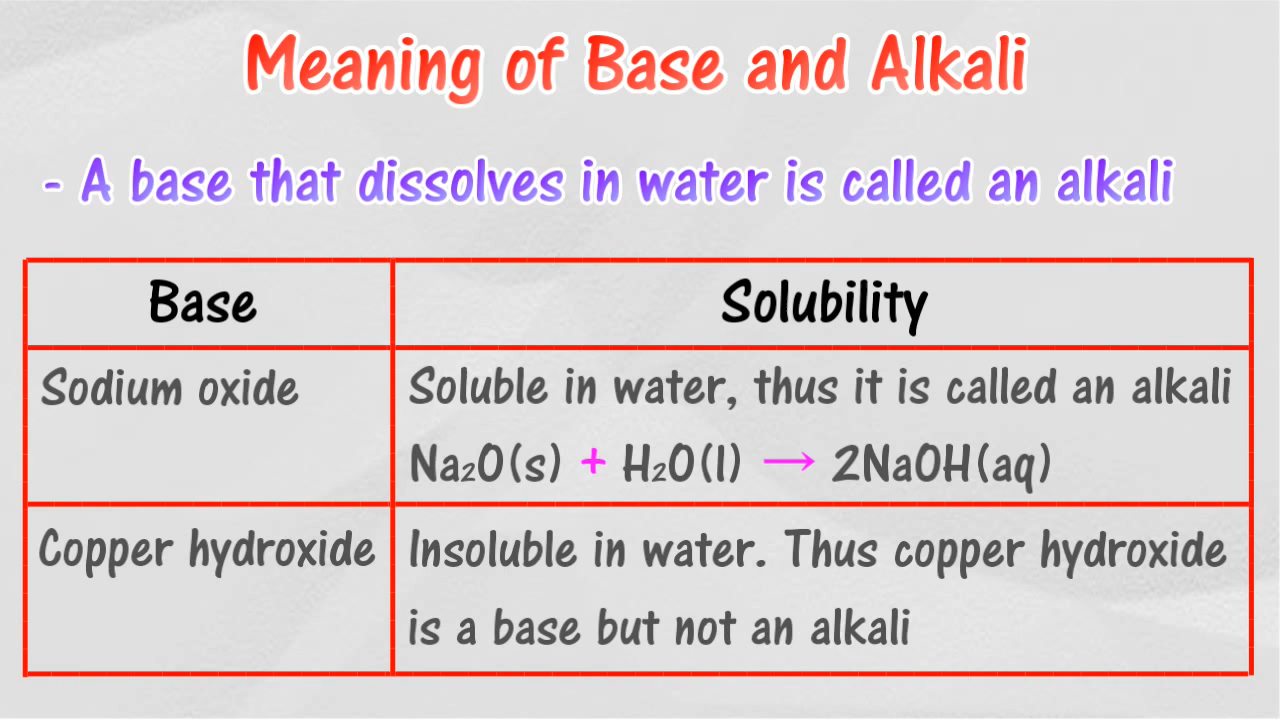 Meaning of Base and Alkali
- A base that dissolves in water is called an alkali
Base
Solubility
Sodium oxide
Soluble in water, thus it is called an alkali
Na₂O(s) + H₂O(l) → 2NaOH(aq)
Copper hydroxide
Insoluble in water. Thus copper hydroxide
is a base but not an alkali